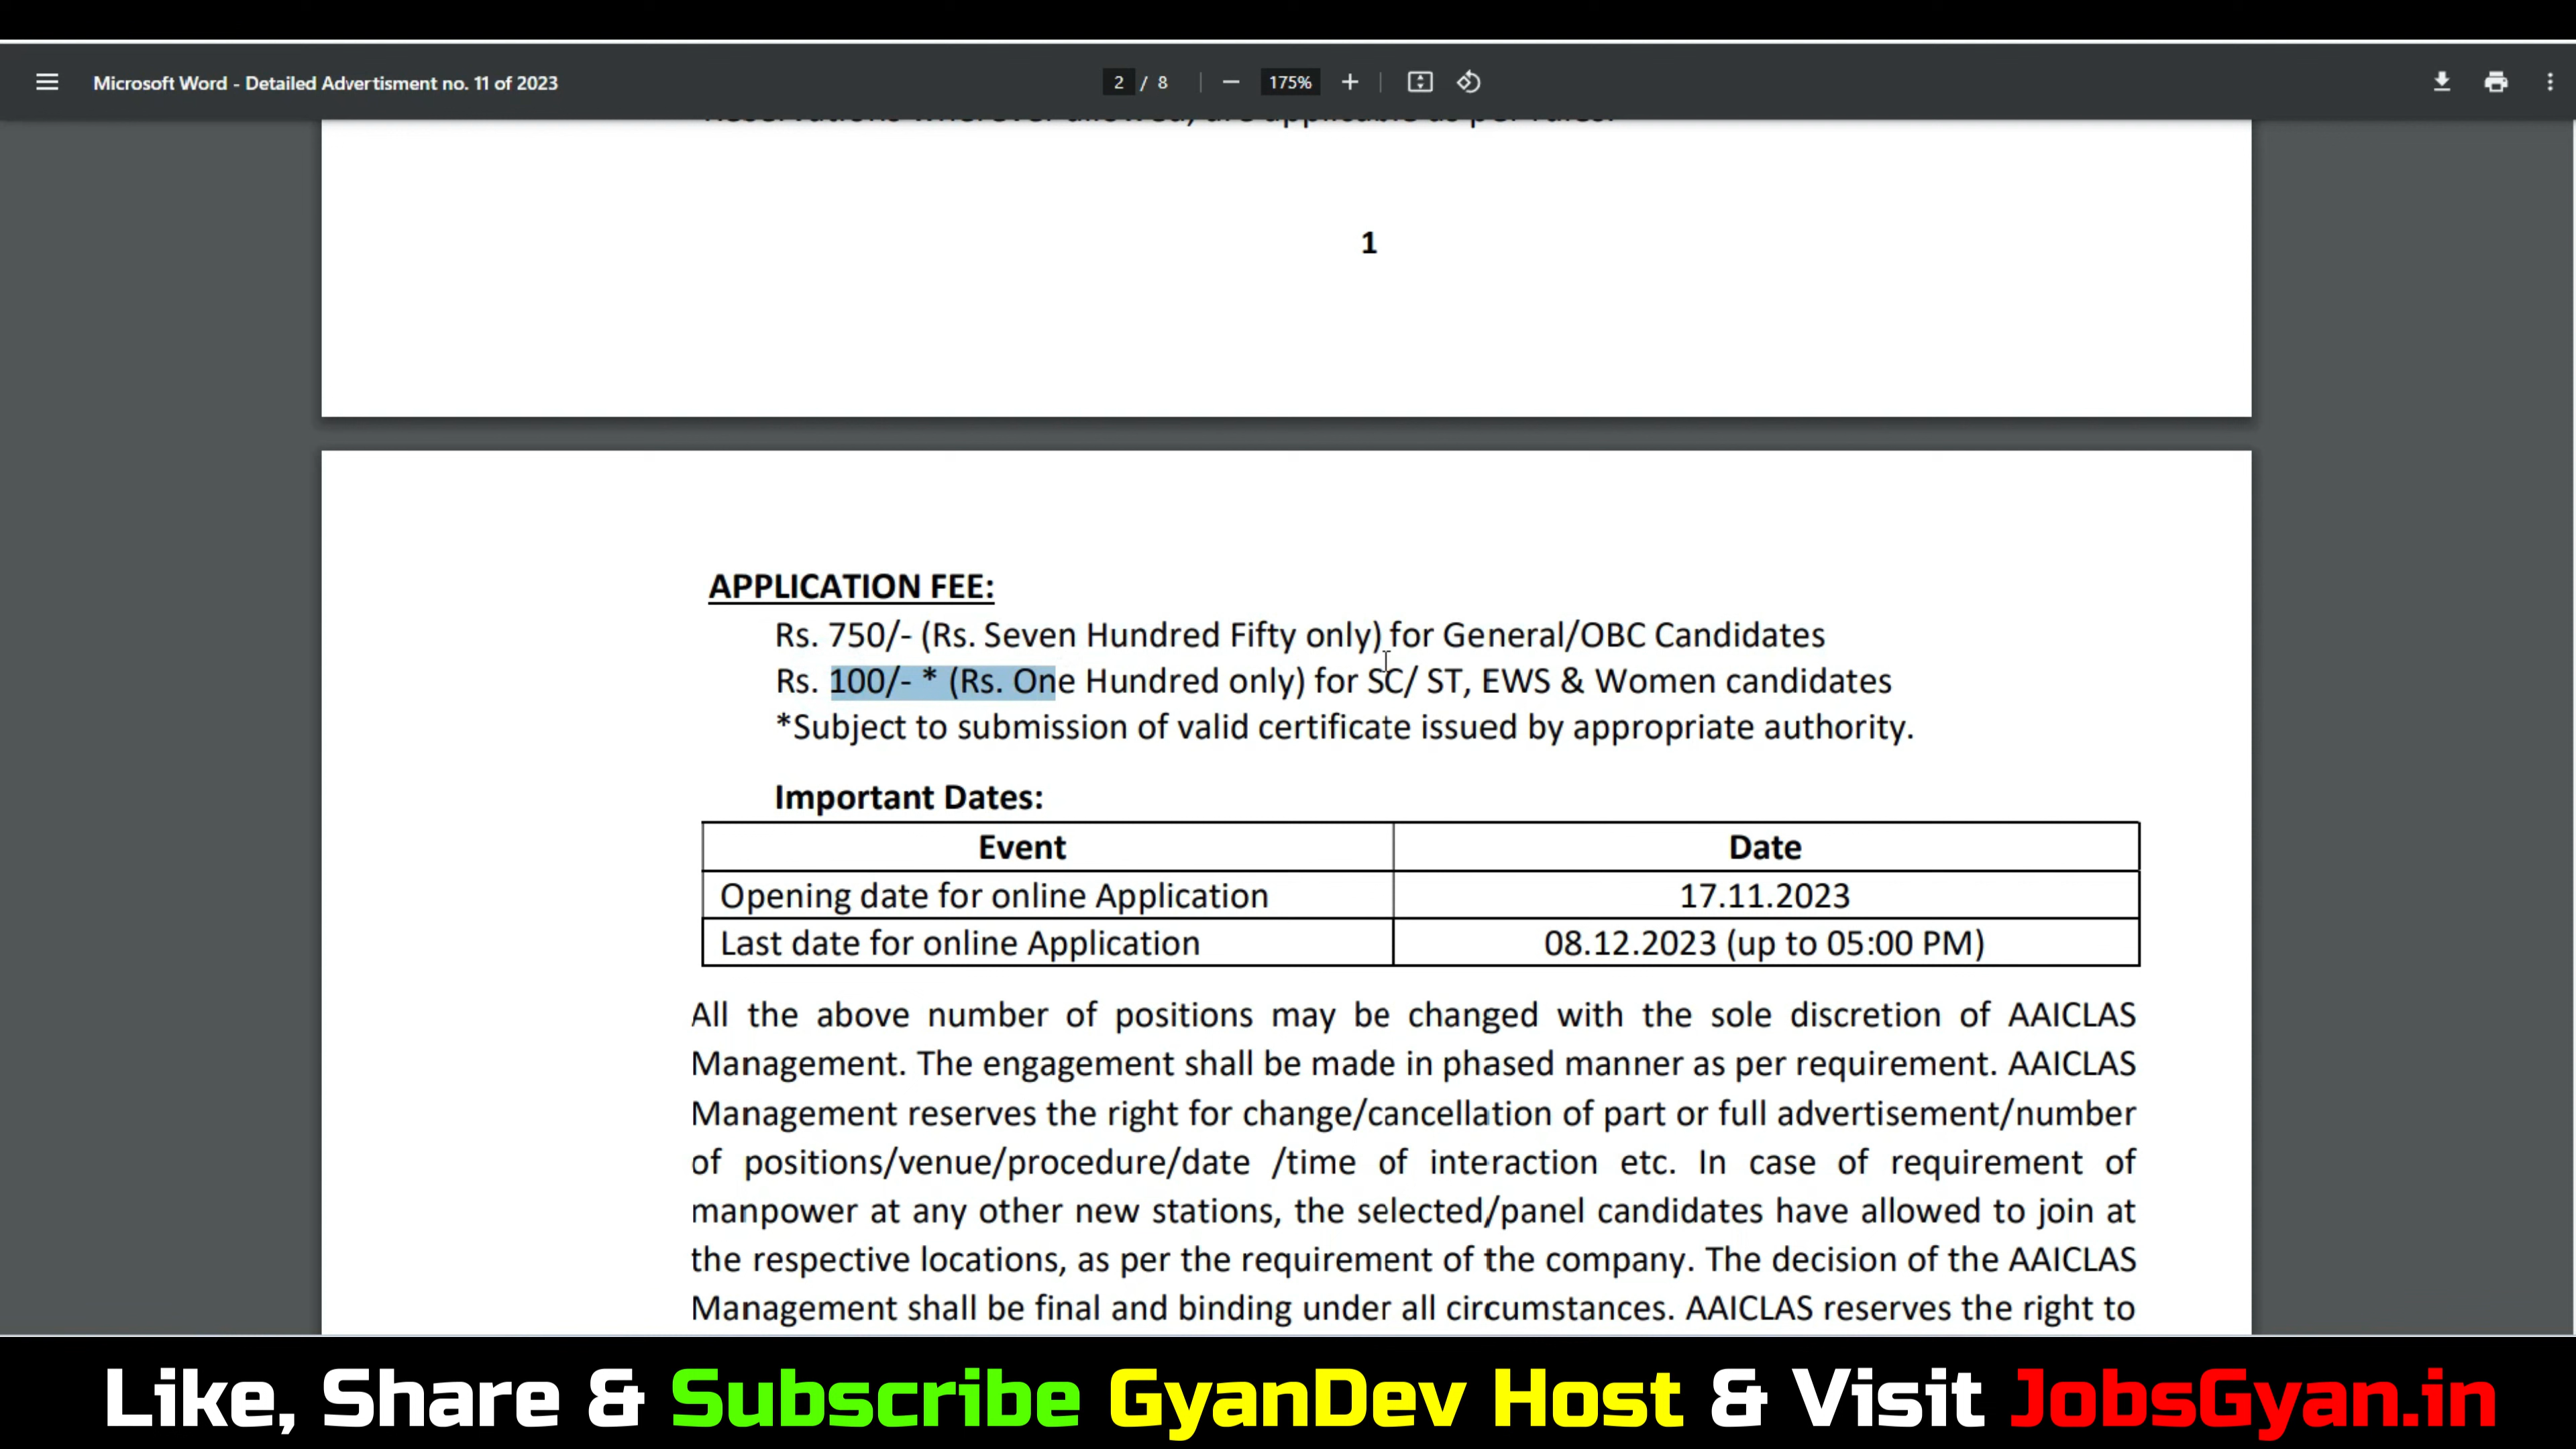 Microsoft Word - Detailed Advertisment no. 11 of 2023
2 / 8
175%
1
APPLICATION FEE:
Rs. 750/- (Rs. Seven Hundred Fifty only) for General/OBC Candidates
Rs. 100/- * (Rs. One Hundred only) for SC/ ST, EWS & Women candidates
*Subject to submission of valid certificate issued by appropriate authority.
Important Dates:
Event Date
Opening date for online Application 17.11.2023
Last date for online Application 08.12.2023 (up to 05:00 PM)
All the above number of positions may be changed with the sole discretion of AAICLAS
Management. The engagement shall be made in phased manner as per requirement. AAICLAS
Management reserves the right for change/cancellation of part or full advertisement/number
of positions/venue/procedure/date /time of interaction etc. In case of requirement of
manpower at any other new stations, the selected/panel candidates have allowed to join at
the respective locations, as per the requirement of the company. The decision of the AAICLAS
Management shall be final and binding under all circumstances. AAICLAS reserves the right to
Like, Share & Subscribe GyanDev Host & Visit JobsGyan.in